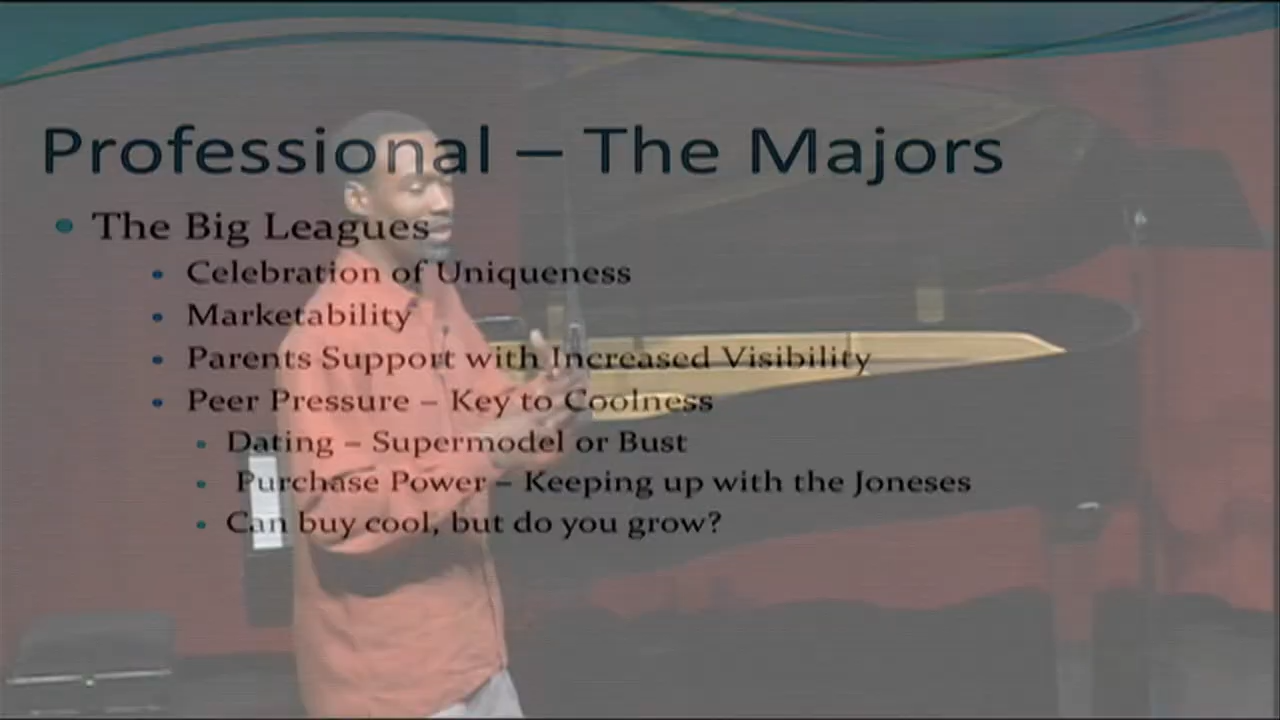 Professional – The Majors
• The Big Leagues
• Celebration of Uniqueness
• Marketability
• Parents Support with Increased Visibility
• Peer Pressure – Key to Coolness
• Dating – Supermodel or Bust
• Purchase Power – Keeping up with the Joneses
• Can buy cool, but do you grow?